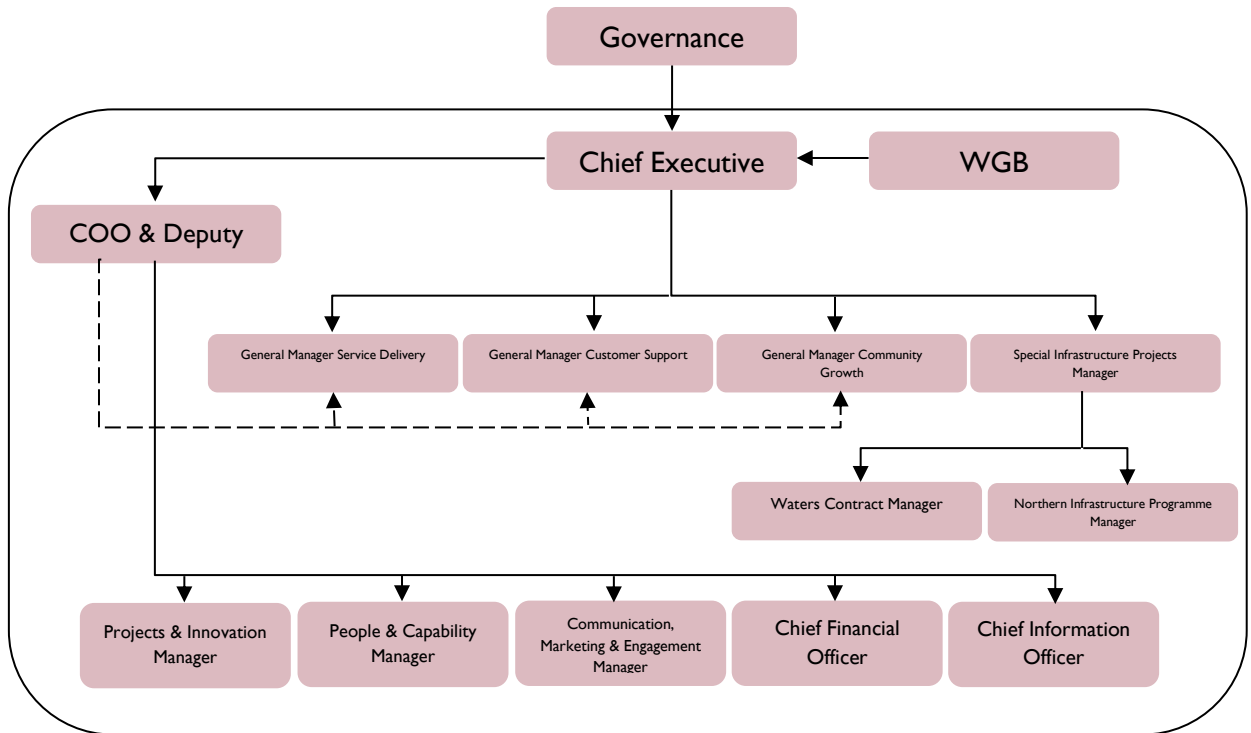 Governance
Chief Executive
WGB
COO & Deputy
General Manager Service Delivery
General Manager Customer Support
General Manager Community
Growth
Special Infrastructure Projects
Manager
Waters Contract Manager
Northern Infrastructure Programme
Manager
Projects & Innovation
Manager
People & Capability
Manager
Communication,
Marketing & Engagement
Manager
Chief Financial
Officer
Chief Information
Officer